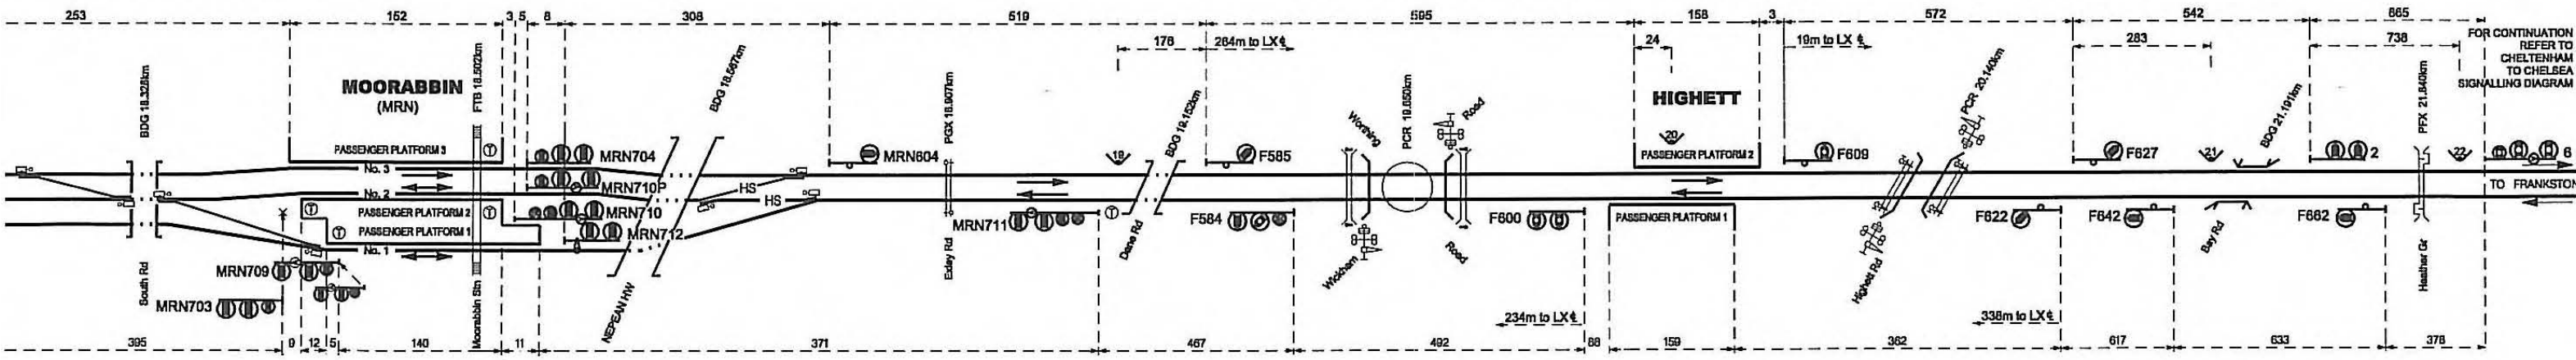 253
152
3 5 8
308
519
595
158
3
572
542
665
176
264m to LX ℄
24
19m to LX ℄
283
738
FOR CONTINUATION
REFER TO
CHELTENHAM
TO CHELSEA
SIGNALLING DIAGRAM
MOORABBIN
(MRN)
HIGHETT
BDG 18.328km
FTB 18.502km
BDG 18.567km
PGX 18.907km
BDG 19.152km
PCR 19.650km
PCR 20.140km
BDG 21.191km
PFX 21.640km
Worthing
Road
PASSENGER PLATFORM 3
T
MRN704
MRN604
19
F585
20
PASSENGER PLATFORM 2
F609
F627
21
2
22
6
No. 3
MRN710P
HS
No. 2
HS
TO FRANKSTON
T
PASSENGER PLATFORM 2
T
MRN710
MRN711
T
F584
F600
PASSENGER PLATFORM 1
F622
F642
F662
T
PASSENGER PLATFORM 1
MRN712
No. 1
MRN709
MRN703
South Rd
Moorabbin Stn
NEPEAN HW
Exley Rd
Dane Rd
Wickham
Road
Highett Rd
Bay Rd
Heather Gr
234m to LX ℄
338m to LX ℄
395
9
12
5
140
11
371
467
492
68
159
362
617
633
378